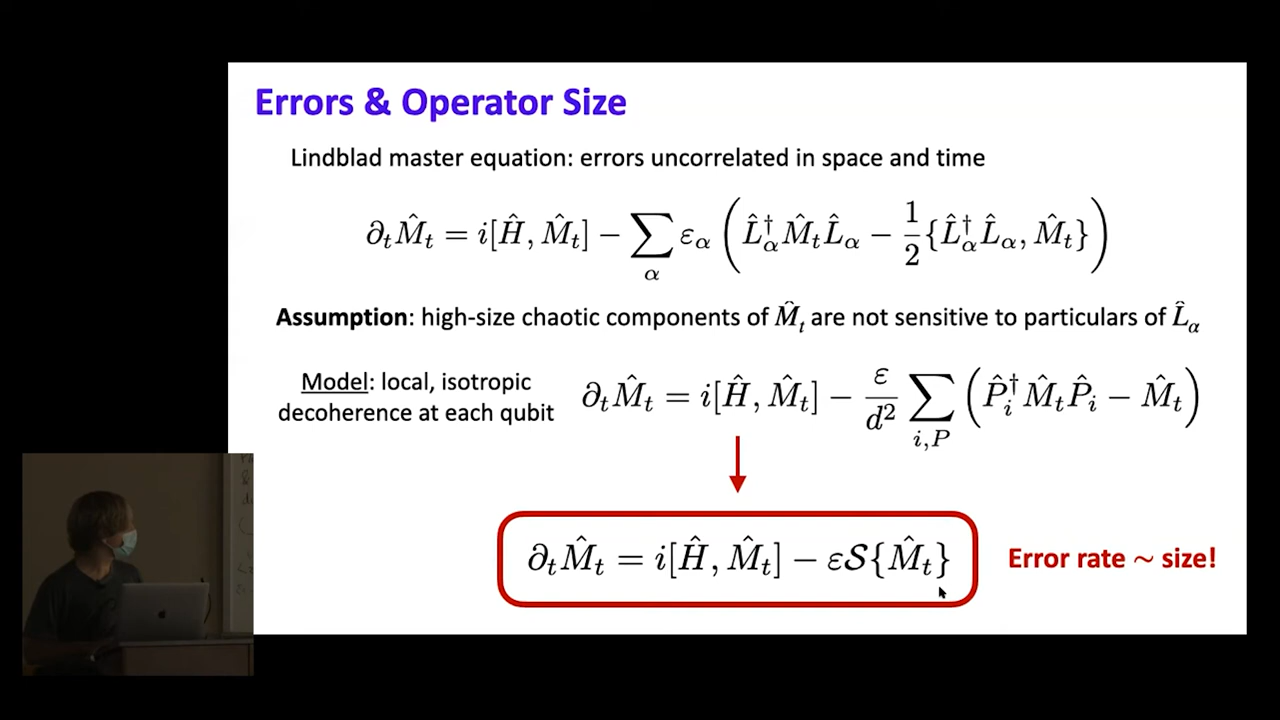 Errors & Operator Size
Lindblad master equation: errors uncorrelated in space and time
∂ₜM̂ₜ = i[Ĥ, M̂ₜ] − ∑_α ε_α ( L̂_α† M̂ₜ L̂_α − 1/2 {L̂_α† L̂_α, M̂ₜ} )
Assumption: high-size chaotic components of M̂ₜ are not sensitive to particulars of L̂_α
Model: local, isotropic
decoherence at each qubit
∂ₜM̂ₜ = i[Ĥ, M̂ₜ] − ε/d² ∑_{i,P} ( P̂ᵢ† M̂ₜ P̂ᵢ − M̂ₜ )
∂ₜM̂ₜ = i[Ĥ, M̂ₜ] − ε𝒮{M̂ₜ}
Error rate ~ size!